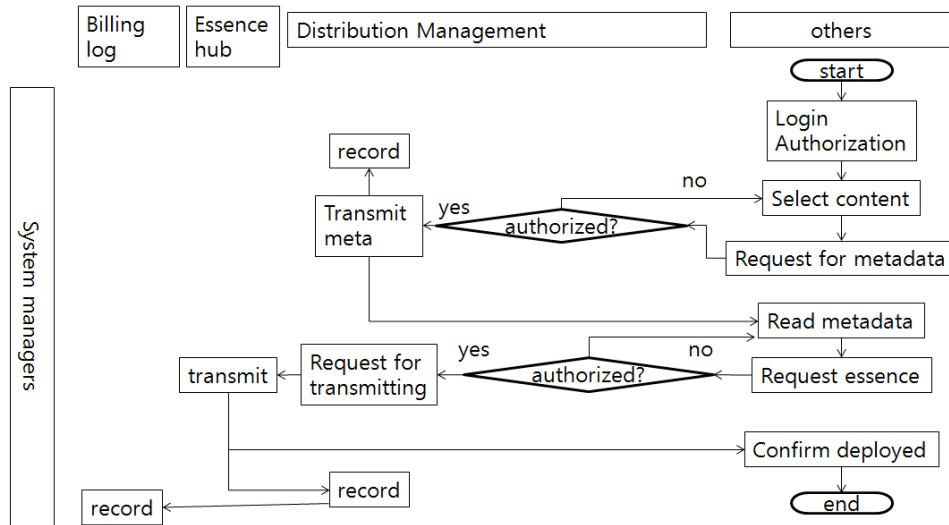 Billing
log
Essence
hub
Distribution Management
others
start
Login
Authorization
record
no
Select content
yes
Transmit
meta
authorized?
Request for metadata
System managers
Read metadata
yes
no
Request for
transmitting
transmit
authorized?
Request essence
Confirm deployed
record
record
end